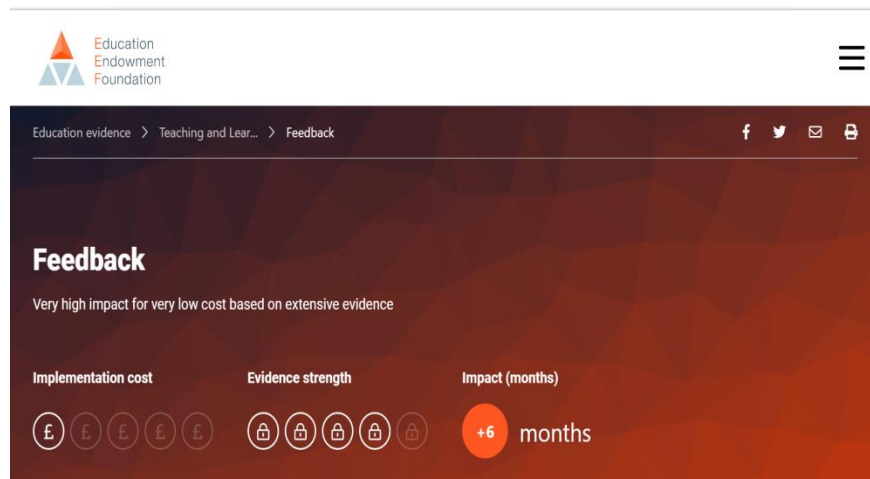 Education
Endowment
Foundation
Education evidence > Teaching and Lear... > Feedback
Feedback
Very high impact for very low cost based on extensive evidence
Implementation cost Evidence strength Impact (months)
£ £ £ £ £ +6 months